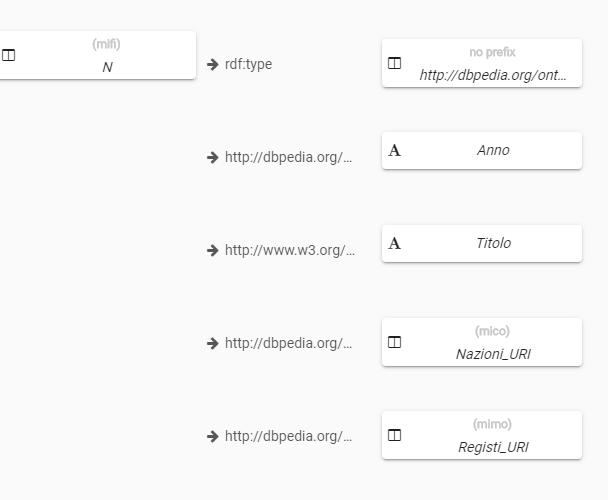 (mifi)
N
rdf:type
no prefix
http://dbpedia.org/ont...
http://dbpedia.org/...
Anno
http://www.w3.org/...
Titolo
http://dbpedia.org/...
(mico)
Nazioni_URI
http://dbpedia.org/...
(mimo)
Registi_URI